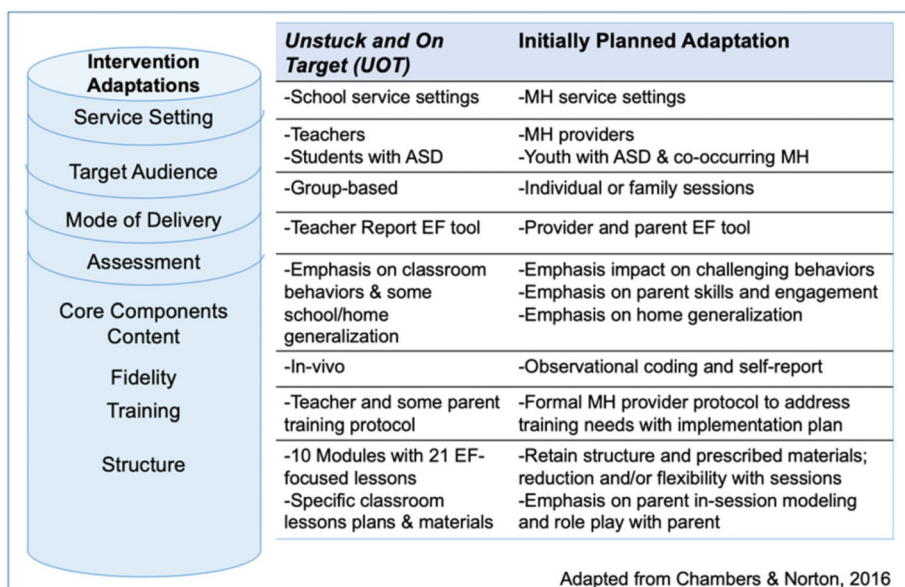 Intervention
Adaptations
Service Setting
Target Audience
Mode of Delivery
Assessment
Core Components
Content
Fidelity
Training
Structure
Unstuck and On
Target (UOT)
Initially Planned Adaptation
-School service settings
-MH service settings
-Teachers
-Students with ASD
-MH providers
-Youth with ASD & co-occurring MH
-Group-based
-Individual or family sessions
-Teacher Report EF tool
-Provider and parent EF tool
-Emphasis on classroom
behaviors & some
school/home
generalization
-Emphasis impact on challenging behaviors
-Emphasis on parent skills and engagement
-Emphasis on home generalization
-In-vivo
-Observational coding and self-report
-Teacher and some parent
training protocol
-Formal MH provider protocol to address
training needs with implementation plan
-10 Modules with 21 EF-
focused lessons
-Specific classroom
lessons plans & materials
-Retain structure and prescribed materials;
reduction and/or flexibility with sessions
-Emphasis on parent in-session modeling
and role play with parent
Adapted from Chambers & Norton, 2016